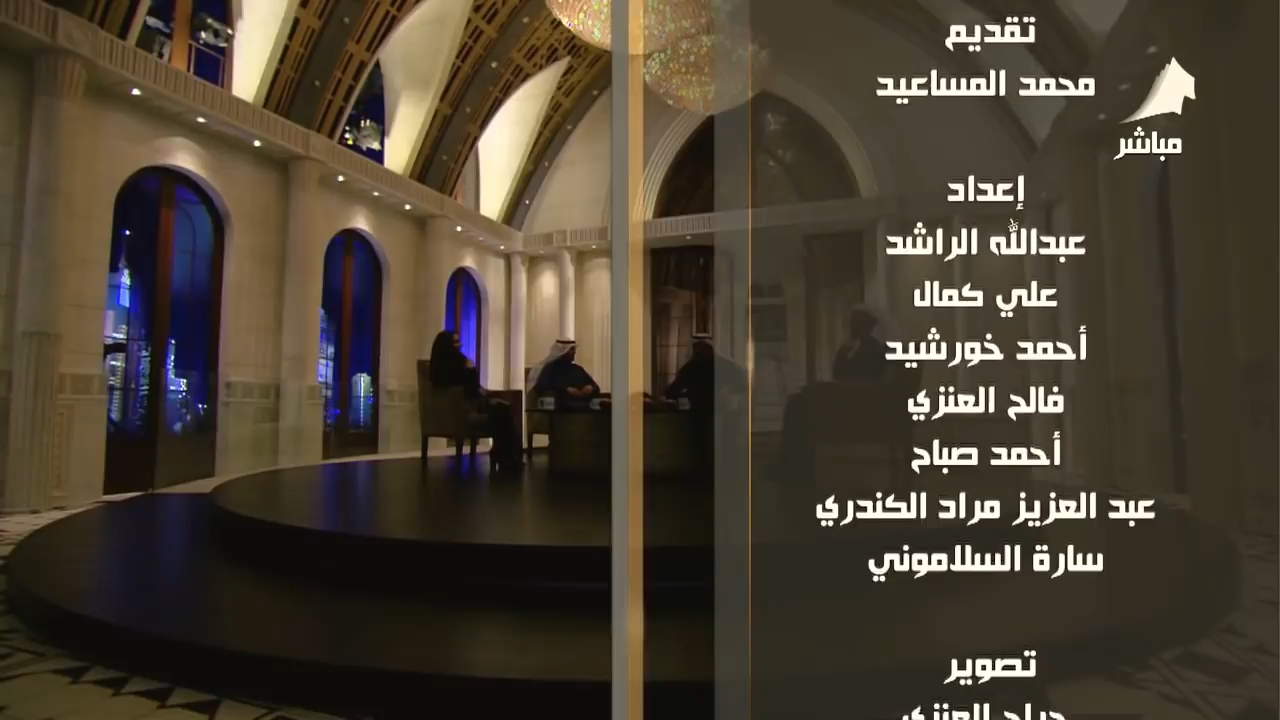 تقديم
محمد المساعيد
مباشر
إعداد
عبدالله الراشد
علي كمال
أحمد خورشيد
فالح العنزي
أحمد صباح
عبد العزيز مراد الكندري
سارة السلاموني
تصوير
العنزي